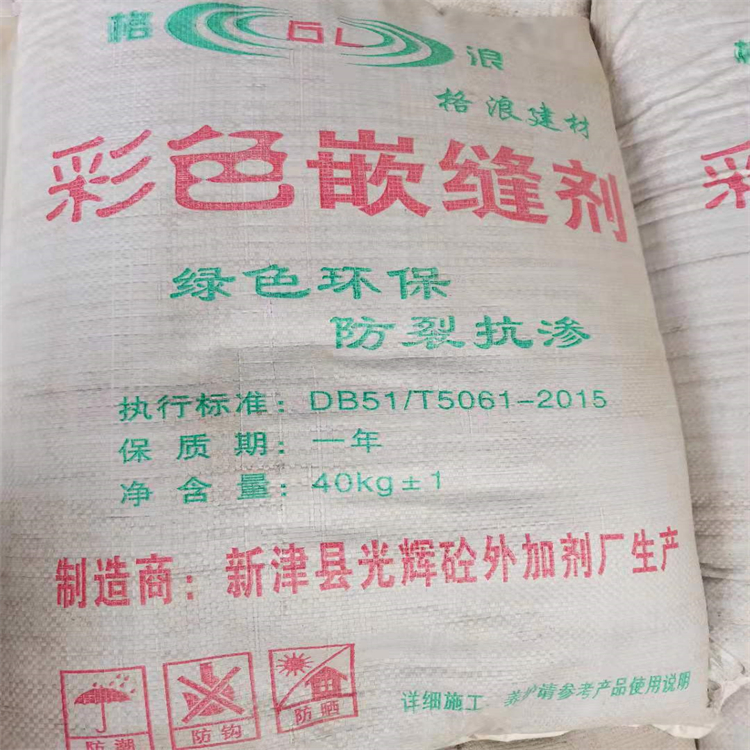 格 GL 浪
格浪建材
彩色嵌缝剂
绿色环保
防裂抗渗
执行标准：DB51/T5061-2015
保质期：一年
净含量：40kg±1
制造商：新津县光辉砼外加剂厂生产
防潮 防钩 防晒
详细施工、养护请参考产品使用说明
彩